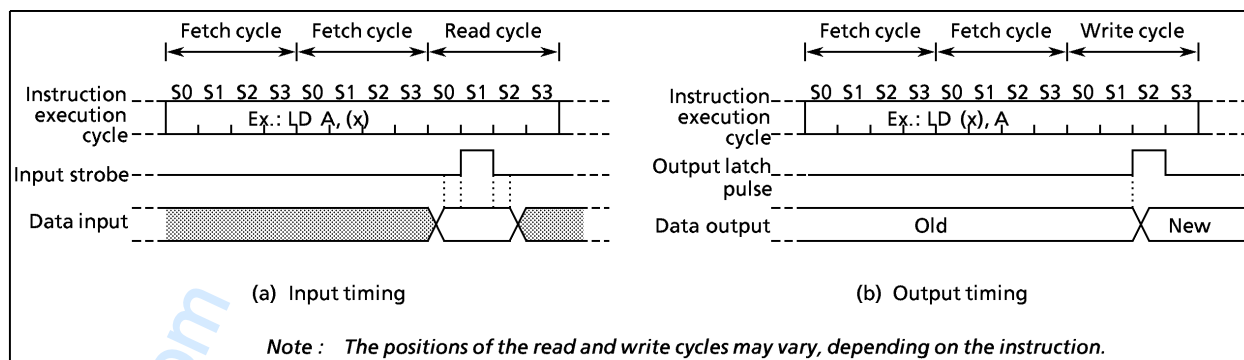 Fetch cycle Fetch cycle Read cycle
S0 S1 S2 S3 S0 S1 S2 S3 S0 S1 S2 S3
Instruction
execution
cycle
Ex.: LD A, (x)
Input strobe
Data input
(a) Input timing
Fetch cycle Fetch cycle Write cycle
S0 S1 S2 S3 S0 S1 S2 S3 S0 S1 S2 S3
Instruction
execution
cycle
Ex.: LD (x), A
Output latch
pulse
Data output
Old New
(b) Output timing
Note : The positions of the read and write cycles may vary, depending on the instruction.
om